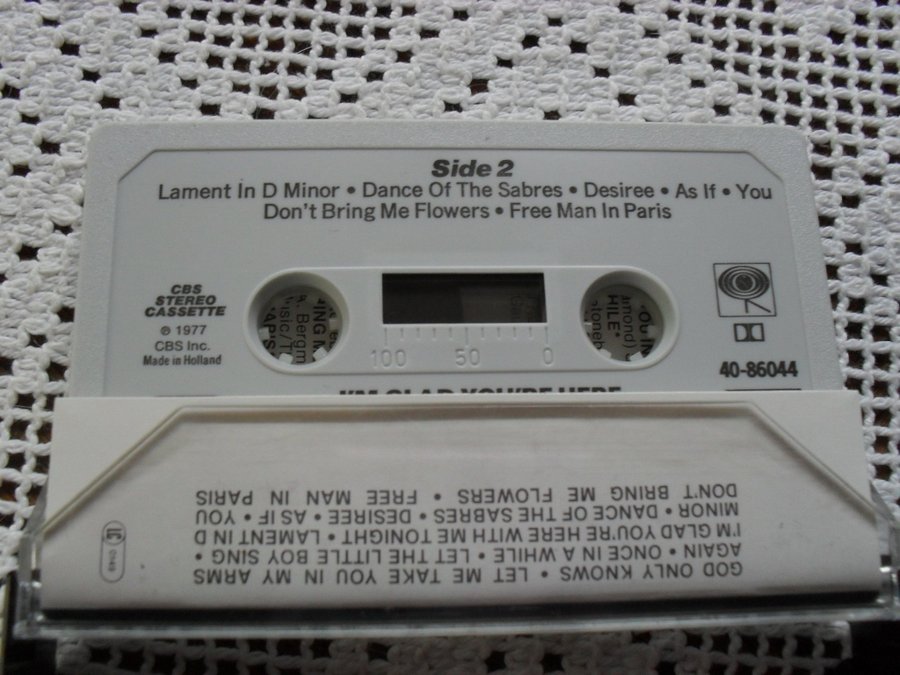 Side 2
Lament In D Minor • Dance Of The Sabres • Desiree • As If • You
Don't Bring Me Flowers • Free Man In Paris
CBS
STEREO
CASSETTE
℗ 1977
CBS Inc.
Made in Holland
100 50 0
40-86044
I'M GLAD YOU'RE HERE
GOD ONLY KNOWS • LET ME TAKE YOU IN MY ARMS
AGAIN • ONCE IN A WHILE • LET THE LITTLE BOY SING •
I'M GLAD YOU'RE HERE WITH ME TONIGHT • LAMENT IN D
MINOR • DANCE OF THE SABRES • DESIREE • AS IF • YOU
DON'T BRING ME FLOWERS • FREE MAN IN PARIS